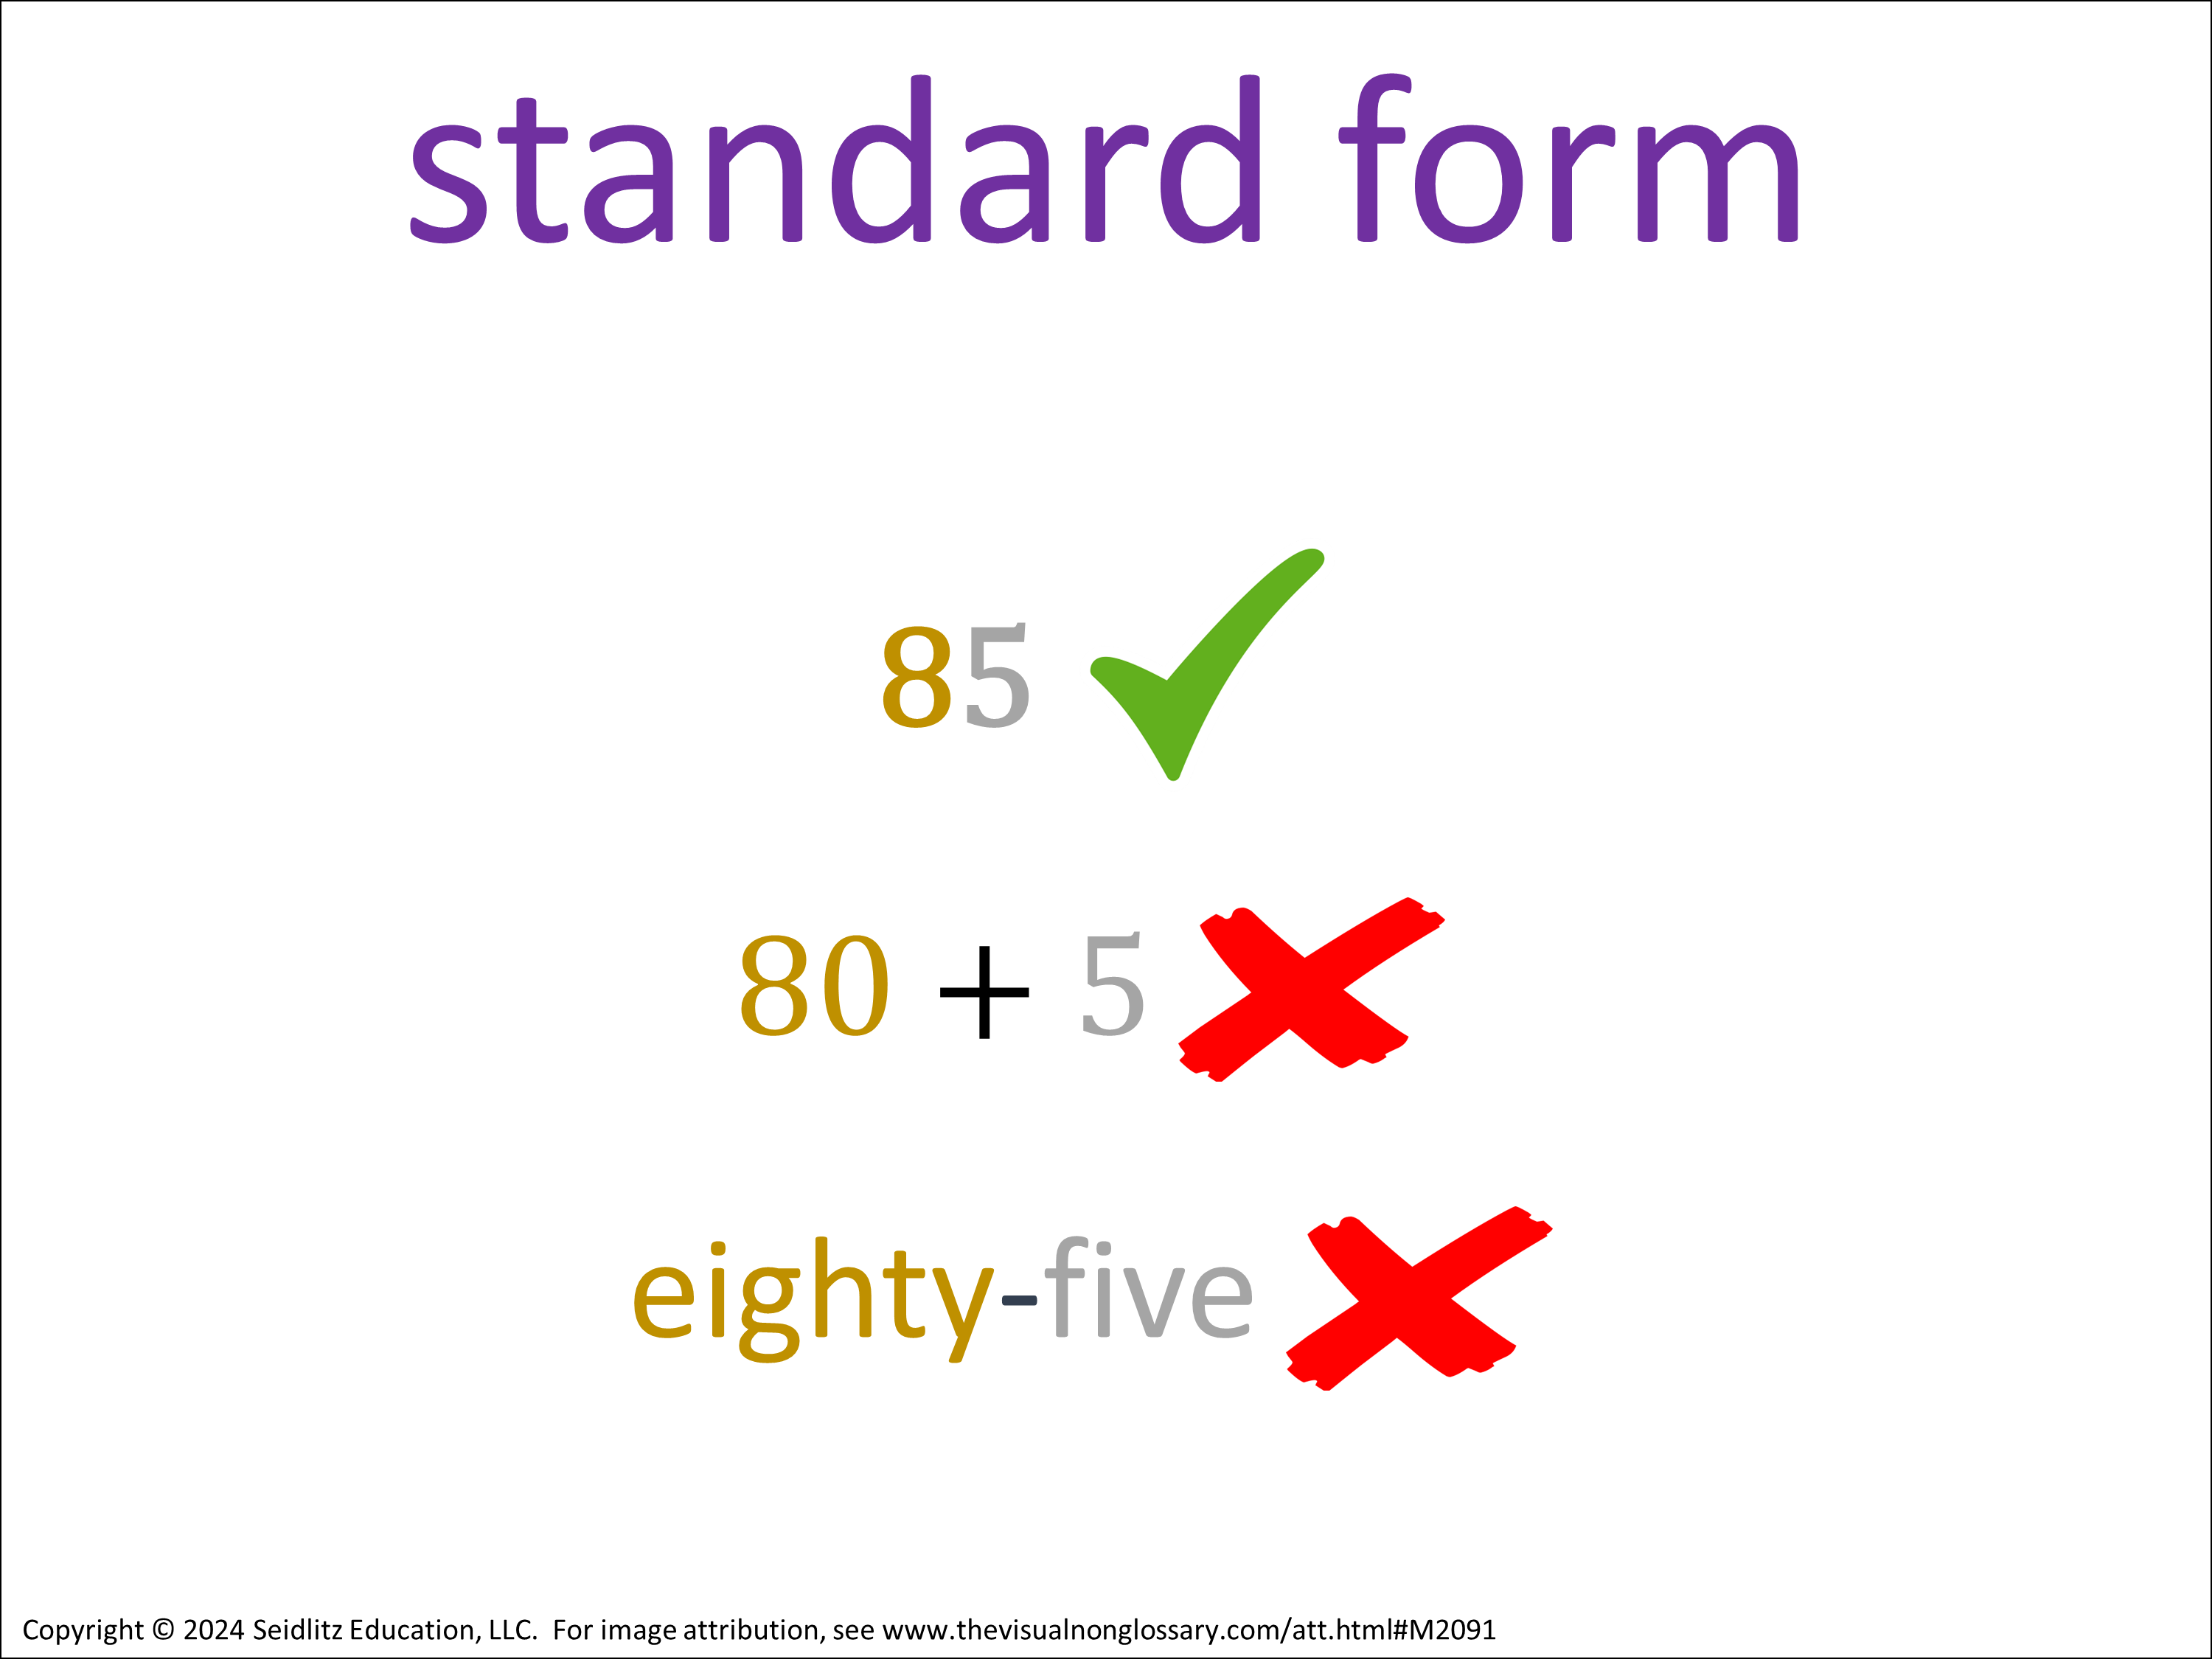 standard form
85
80 + 5
eighty-five
Copyright © 2024 Seidlitz Education, LLC.  For image attribution, see www.thevisualnonglossary.com/att.html#M2091